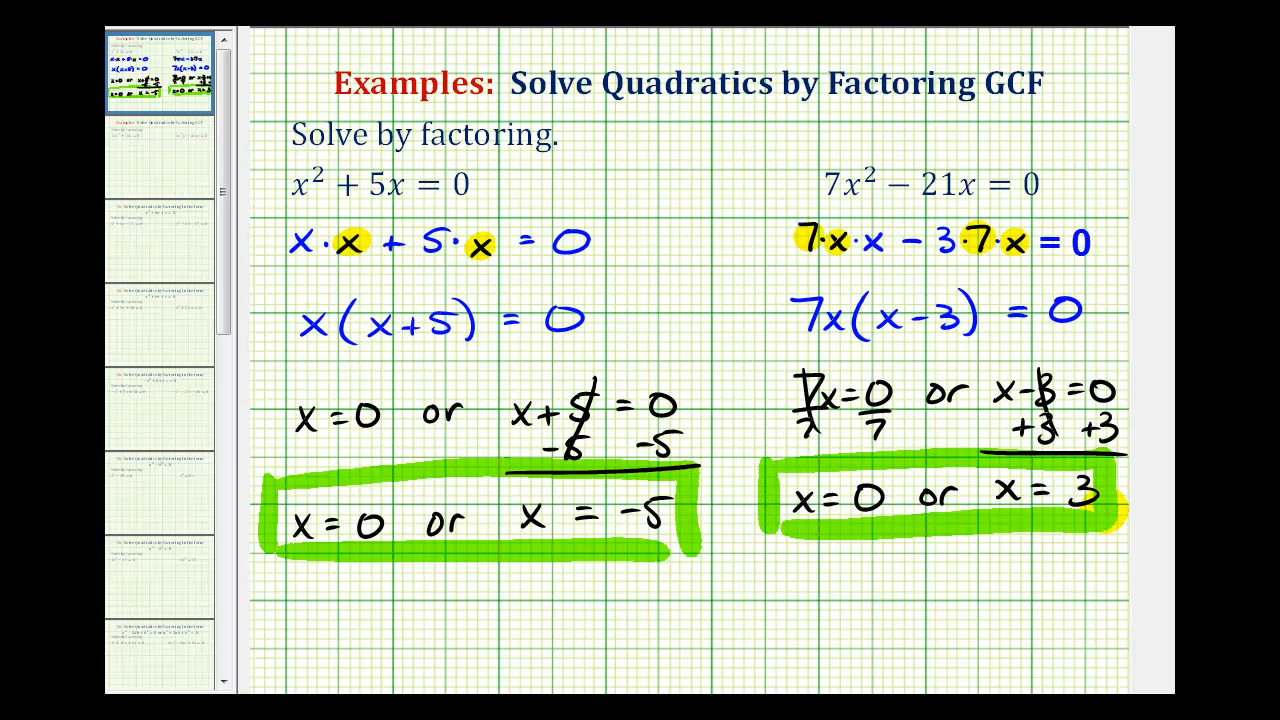 Examples: Solve Quadratics by Factoring GCF
Solve by factoring.
x² + 5x = 0
x · x + 5 · x = 0
x(x+5) = 0
x = 0 or x + 5 = 0
-5 -5
x = 0 or x = -5
7x² − 21x = 0
7·x·x − 3·7·x = 0
7x(x−3) = 0
7x = 0 or x−3 = 0
7 7 +3 +3
x = 0 or x = 3